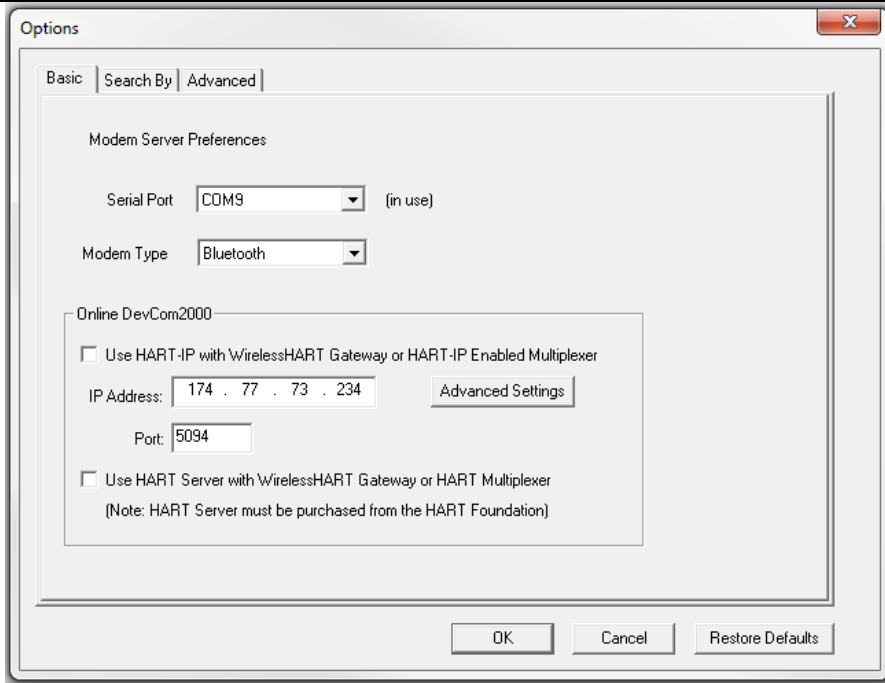 Options
Basic Search By Advanced
Modem Server Preferences
Serial Port COM9 (in use)
Modem Type Bluetooth
Online DevCom2000
Use HART-IP with WirelessHART Gateway or HART-IP Enabled Multiplexer
IP Address: 174 . 77 . 73 . 234 Advanced Settings
Port: 5094
Use HART Server with WirelessHART Gateway or HART Multiplexer
(Note: HART Server must be purchased from the HART Foundation)
OK Cancel Restore Defaults